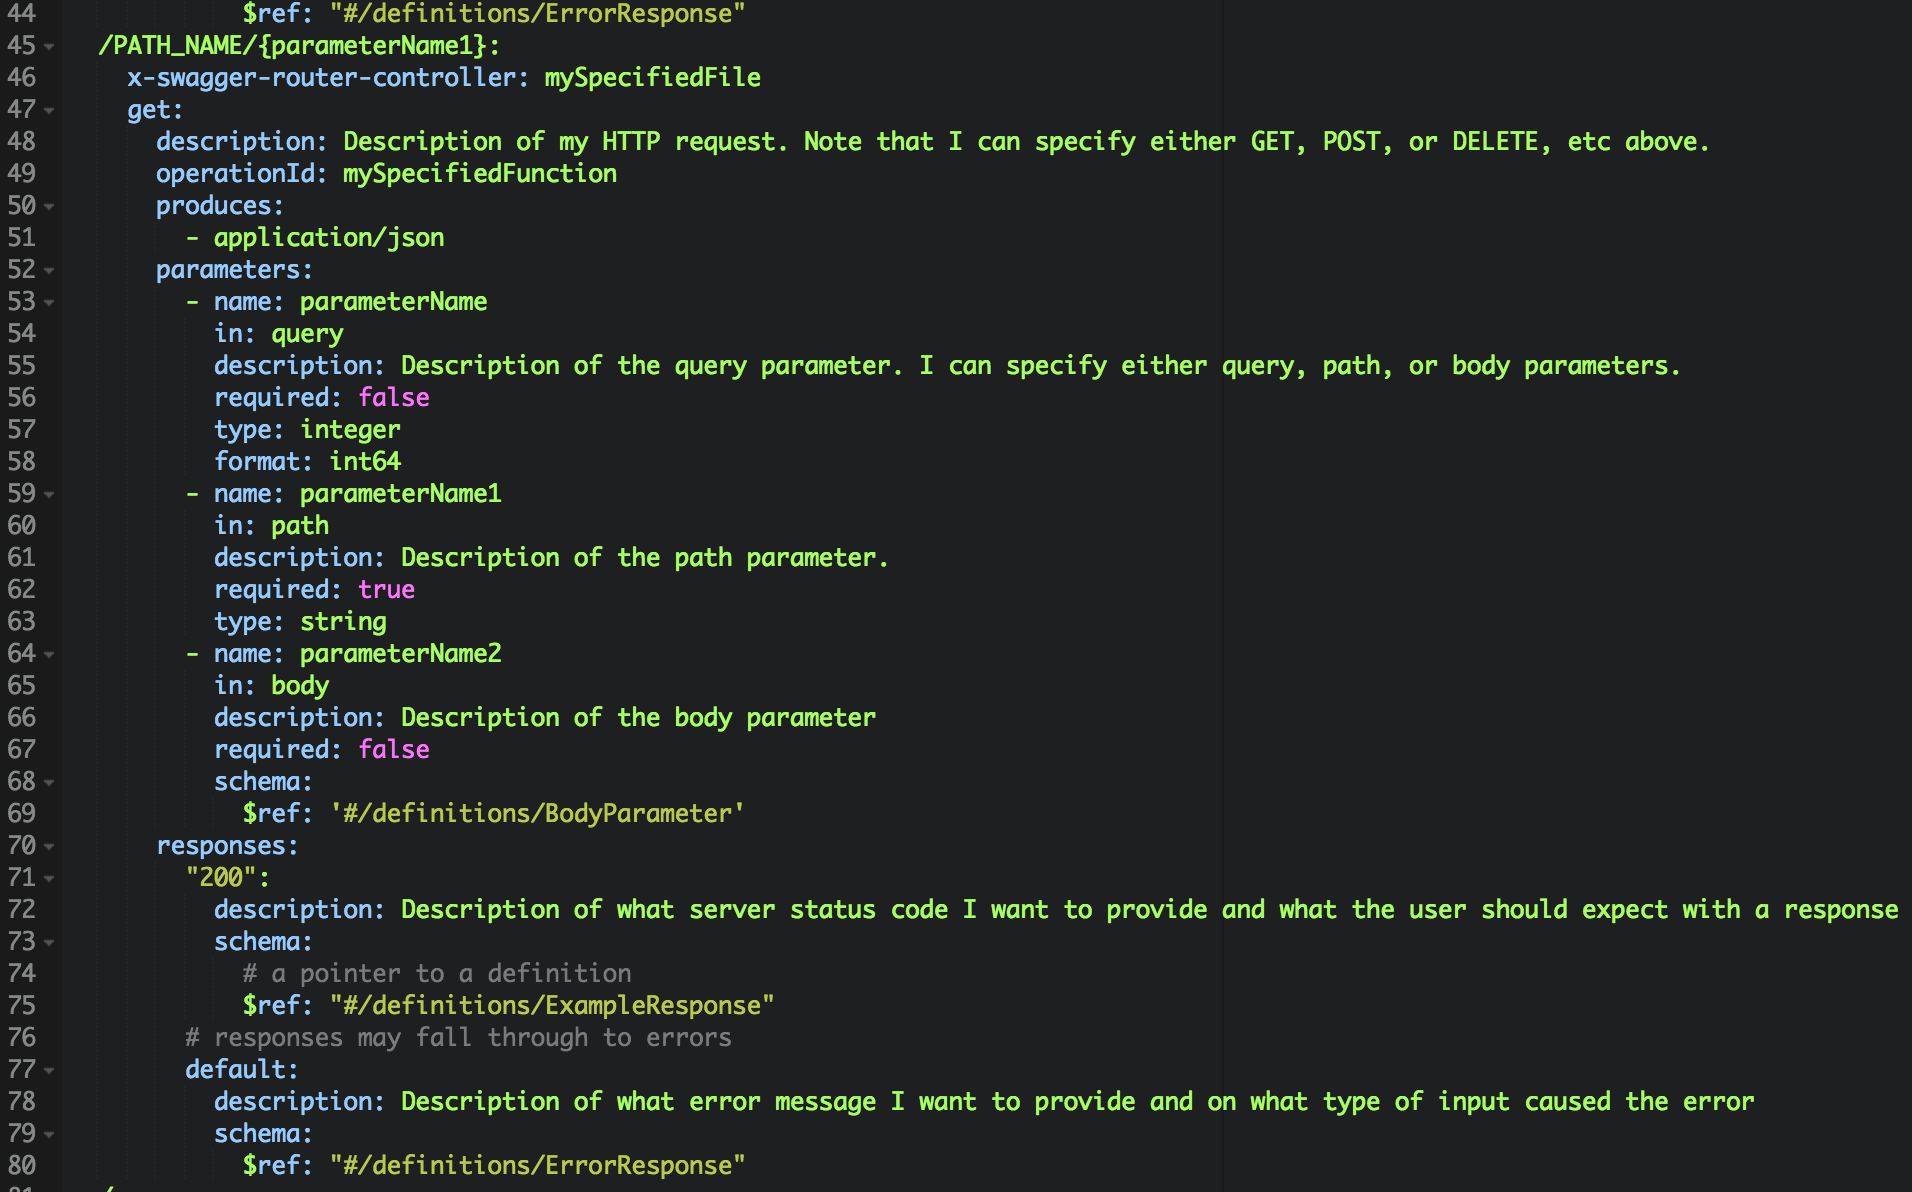 44 $ref: "#/definitions/ErrorResponse"
45 /PATH_NAME/{parameterName1}:
46 x-swagger-router-controller: mySpecifiedFile
47 get:
48 description: Description of my HTTP request. Note that I can specify either GET, POST, or DELETE, etc above.
49 operationId: mySpecifiedFunction
50 produces:
51 - application/json
52 parameters:
53 - name: parameterName
54 in: query
55 description: Description of the query parameter. I can specify either query, path, or body parameters.
56 required: false
57 type: integer
58 format: int64
59 - name: parameterName1
60 in: path
61 description: Description of the path parameter.
62 required: true
63 type: string
64 - name: parameterName2
65 in: body
66 description: Description of the body parameter
67 required: false
68 schema:
69 $ref: '#/definitions/BodyParameter'
70 responses:
71 "200":
72 description: Description of what server status code I want to provide and what the user should expect with a response
73 schema:
74 # a pointer to a definition
75 $ref: "#/definitions/ExampleResponse"
76 # responses may fall through to errors
77 default:
78 description: Description of what error message I want to provide and on what type of input caused the error
79 schema:
80 $ref: "#/definitions/ErrorResponse"